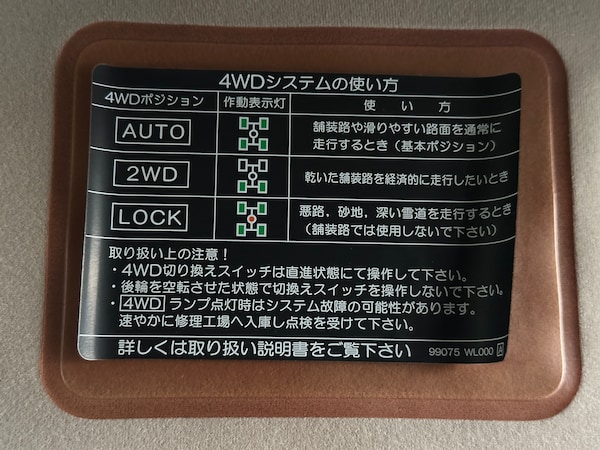 4WDシステムの使い方
4WDポジション 作動表示灯 使い方
AUTO 舗装路や滑りやすい路面を通常に
走行するとき（基本ポジション）
2WD 乾いた舗装路を経済的に走行したいとき
LOCK 悪路，砂地，深い雪道を走行するとき
（舗装路では使用しないで下さい）
取り扱い上の注意！
・4WD切り換えスイッチは直進状態にて操作して下さい。
・後輪を空転させた状態で切換えスイッチを操作しないで下さい。
・4WD ランプ点灯時はシステム故障の可能性があります。
速やかに修理工場へ入庫し点検を受けて下さい。
詳しくは取り扱い説明書をご覧下さい 99075 WL000 A